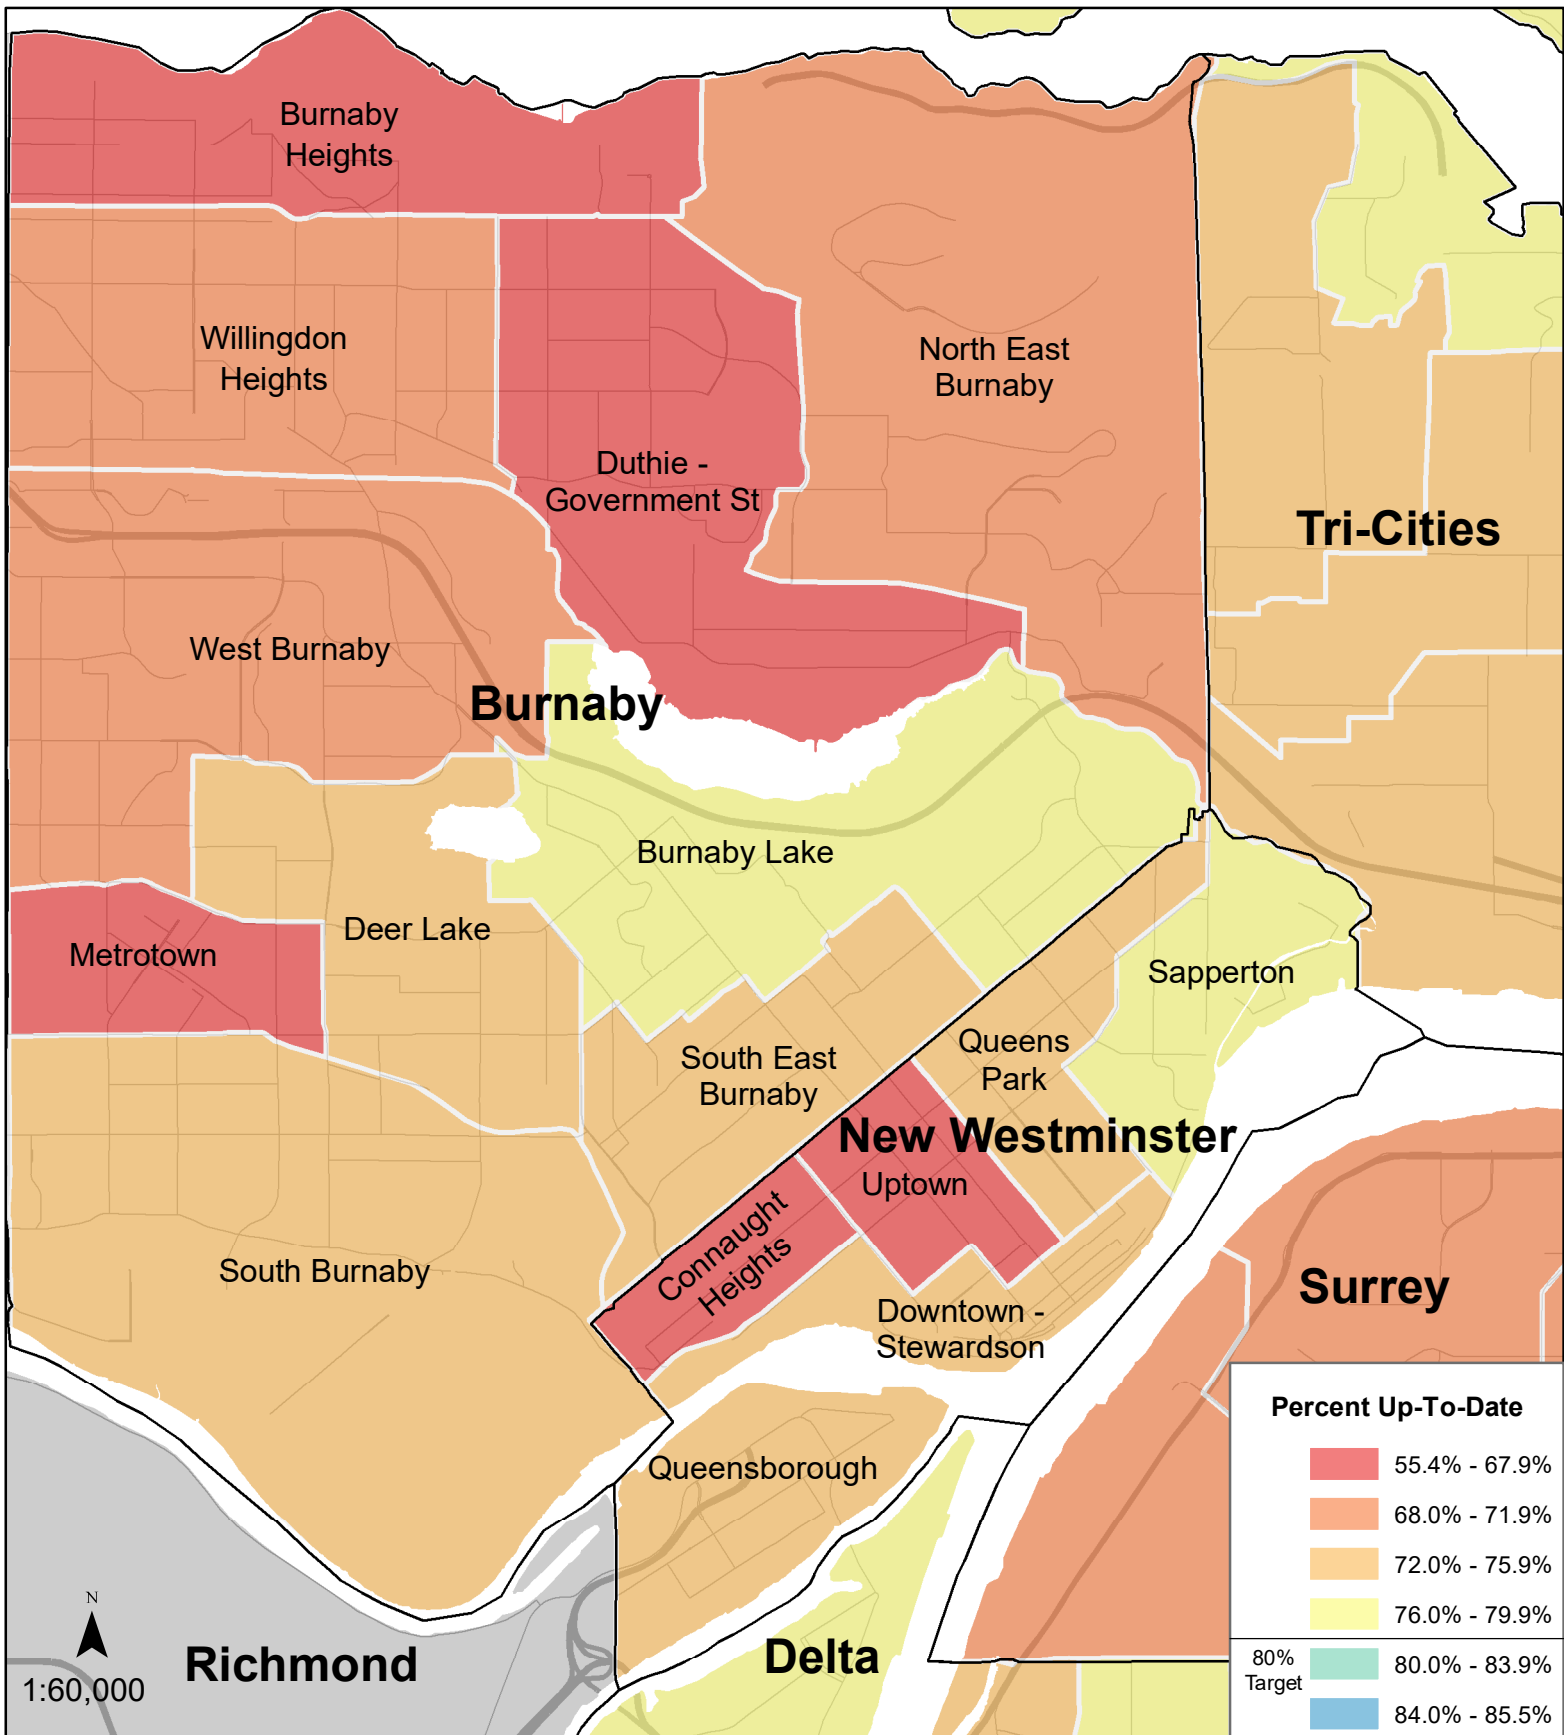 Burnaby
Heights
Willingdon
Heights
North East
Burnaby
Duthie -
Government St
Tri-Cities
West Burnaby
Burnaby
Burnaby Lake
Deer Lake
Metrotown
Sapperton
Queens
Park
South East
Burnaby
New Westminster
Uptown
Connaught
Heights
South Burnaby
Surrey
Downtown -
Stewardson
Queensborough
Richmond
Delta
N
1:60,000
Percent Up-To-Date
55.4% - 67.9%
68.0% - 71.9%
72.0% - 75.9%
76.0% - 79.9%
80%
Target
80.0% - 83.9%
84.0% - 85.5%